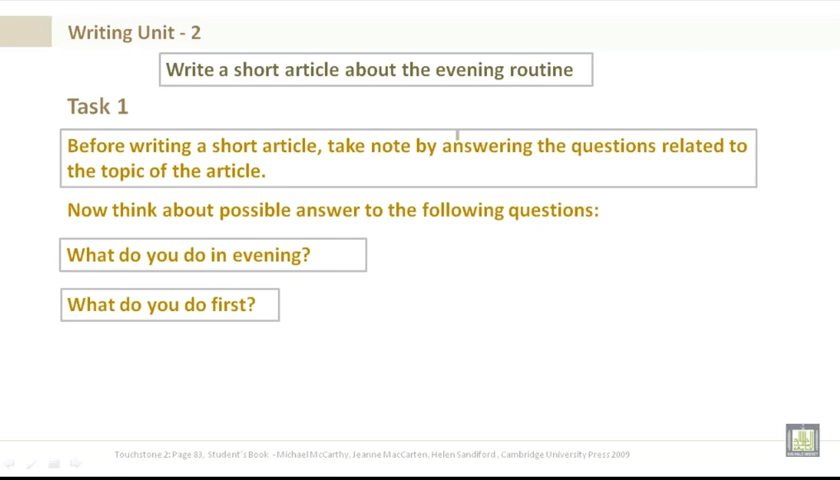 Writing Unit - 2
Write a short article about the evening routine
Task 1
Before writing a short article, take note by answering the questions related to
the topic of the article.
Now think about possible answer to the following questions:
What do you do in evening?
What do you do first?
Touchstone 2: Page 83, Student's Book - Michael McCarthy, Jeanne MacCarten, Helen Sandiford, Cambridge University Press 2009